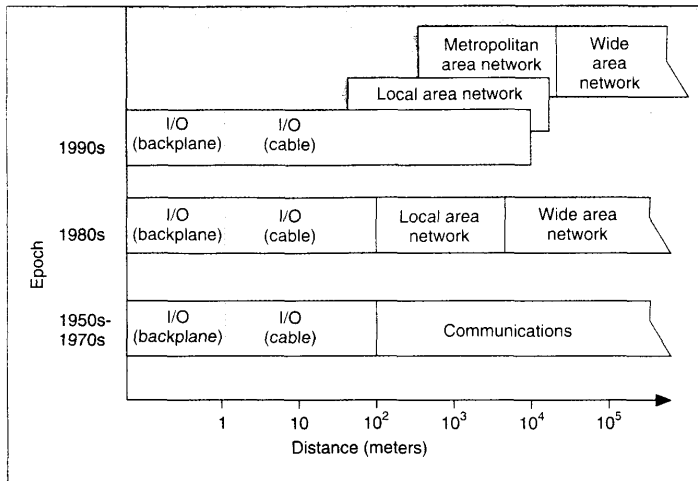 Metropolitan
area network
Wide
area
network
Local area network
I/O
(backplane)
I/O
(cable)
1990s
I/O
(backplane)
I/O
(cable)
Local area
network
Wide area
network
1980s
Epoch
I/O
(backplane)
I/O
(cable)
Communications
1950s-
1970s
1
10
10²
10³
10⁴
10⁵
Distance (meters)